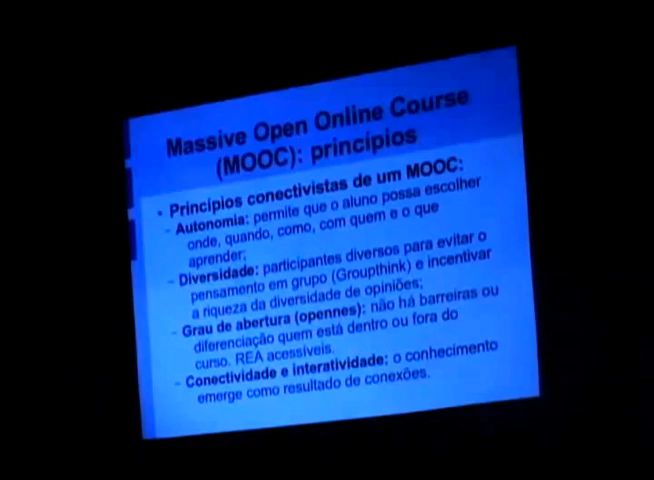 Massive Open Online Course
(MOOC): princípios
• Princípios conectivistas de um MOOC:
- Autonomia: permite que o aluno possa escolher
onde, quando, como, com quem e o que
aprender;
- Diversidade: participantes diversos para evitar o
pensamento em grupo (Groupthink) e incentivar
a riqueza da diversidade de opiniões;
- Grau de abertura (opennes): não há barreiras ou
diferenciação quem está dentro ou fora do
curso. REA acessíveis.
- Conectividade e interatividade: o conhecimento
emerge como resultado de conexões.